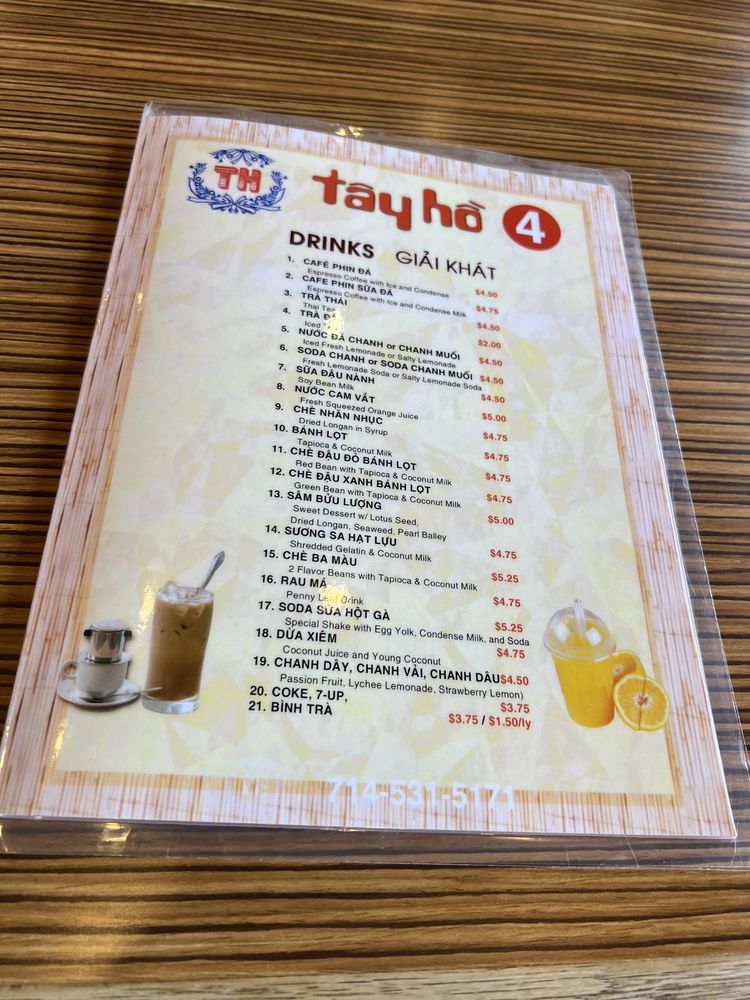 TH
tây hồ 4
DRINKS GIẢI KHÁT
1. CAFÉ PHIN ĐÁ
Espresso Coffee with Ice and Condense $4.50
2. CAFE PHIN SỮA ĐÁ
Espresso Coffee with Ice and Condense Milk $4.75
3. TRÀ THÁI
Thai Tea $4.50
4. TRÀ
Iced $2.00
5. NƯỚC ĐÁ CHANH or CHANH MUỐI
Iced Fresh Lemonade or Salty Lemonade $4.50
6. SODA CHANH or SODA CHANH MUỐI
Fresh Lemonade Soda or Salty Lemonade Soda $4.50
7. SỮA ĐẬU NÀNH
Soy Bean Milk $4.50
8. NƯỚC CAM VẮT
Fresh Squeezed Orange Juice $5.00
9. CHÈ NHÃN NHỤC
Dried Longan in Syrup $4.75
10. BÁNH LỌT
Tapioca & Coconut Milk $4.75
11. CHÈ ĐẬU ĐỎ BÁNH LỌT
Red Bean with Tapioca & Coconut Milk $4.75
12. CHÈ ĐẬU XANH BÁNH LỌT
Green Bean with Tapioca & Coconut Milk $4.75
13. SÂM BỬU LƯỢNG
Sweet Dessert w/ Lotus Seed, $5.00
Dried Longan, Seaweed, Pearl Balley
14. SƯƠNG SA HẠT LỰU
Shredded Gelatin & Coconut Milk $4.75
15. CHÈ BA MÀU
2 Flavor Beans with Tapioca & Coconut Milk $5.25
16. RAU MÁ
Penny Leaf Drink $4.75
17. SODA SỮA HỘT GÀ $5.25
Special Shake with Egg Yolk, Condense Milk, and Soda
18. DỪA XIÊM $4.75
Coconut Juice and Young Coconut
19. CHANH DÂY, CHANH VẢI, CHANH DÂU $4.50
Passion Fruit, Lychee Lemonade, Strawberry Lemon)
20. COKE, 7-UP, $3.75
21. BÌNH TRÀ $3.75 / $1.50/ly
714-531-5171